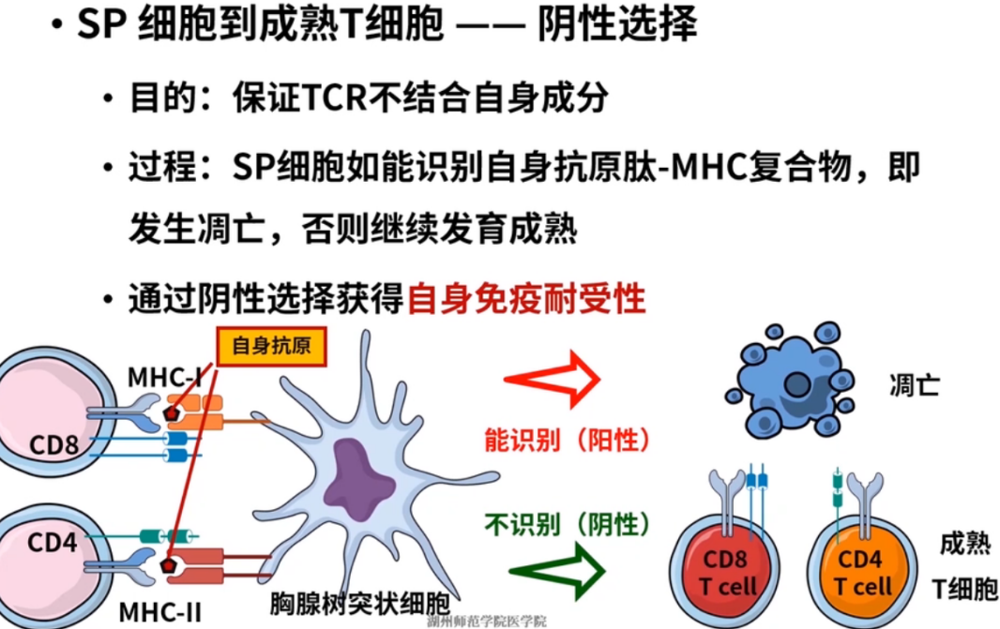 • SP 细胞到成熟T细胞 —— 阴性选择
• 目的：保证TCR不结合自身成分
• 过程：SP细胞如能识别自身抗原肽-MHC复合物，即
发生凋亡，否则继续发育成熟
• 通过阴性选择获得自身免疫耐受性
自身抗原
MHC-I
CD8
能识别（阳性）
凋亡
CD4
MHC-II
胸腺树突状细胞
不识别（阴性）
CD8
T cell
CD4
T cell
成熟
T细胞
湖州师范学院医学院